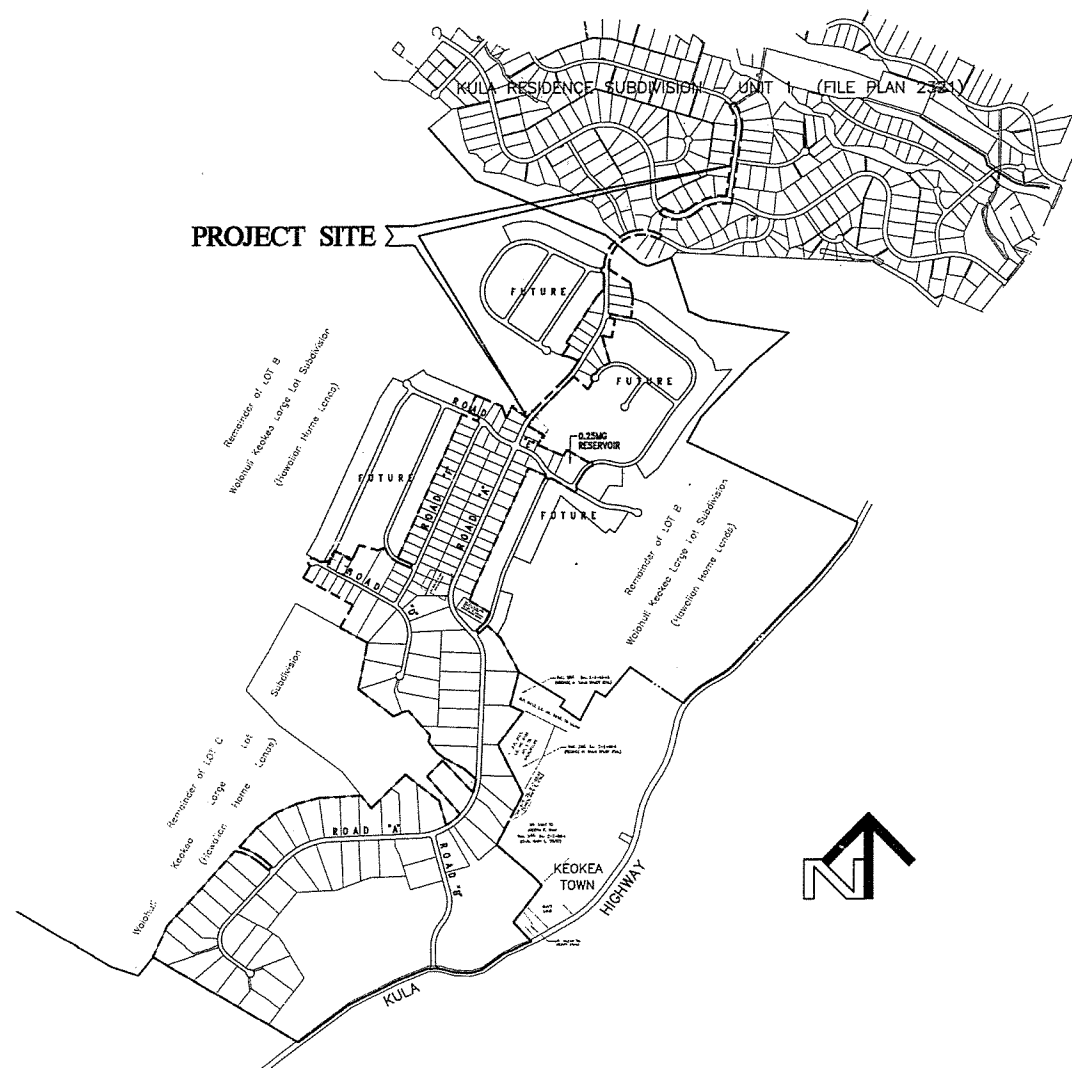 KULA RESIDENCE SUBDIVISION - UNIT 1 (FILE PLAN 2321)
PROJECT SITE
FUTURE
FUTURE
Remainder of LOT B
Waiohuli Keokea Large Lot Subdivision
(Hawaiian Home Lands)
ROAD "E"
0.25MG
RESERVOIR
FUTURE
ROAD "F"
ROAD "A"
FUTURE
Remainder of LOT B
Waiohuli Keokea Large Lot Subdivision
(Hawaiian Home Lands)
ROAD "D"
Subdivision
Remainder of LOT C
Waiohuli Keokea Large Lot
(Hawaiian Home Lands)
ROAD "A"
ROAD "B"
KEOKEA
TOWN
KULA HIGHWAY
N